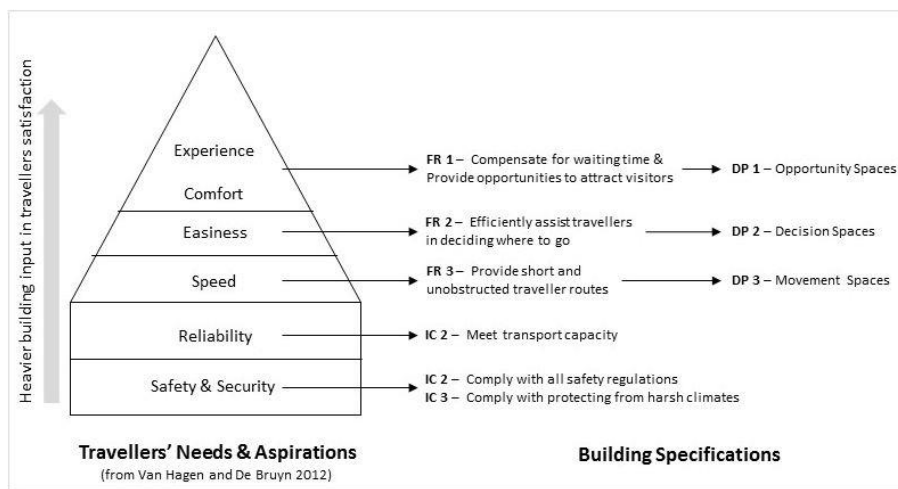 Heavier building input in travellers satisfaction
Experience
Comfort
FR 1 – Compensate for waiting time &
Provide opportunities to attract visitors
DP 1 – Opportunity Spaces
Easiness
FR 2 – Efficiently assist travellers
in deciding where to go
DP 2 – Decision Spaces
Speed
FR 3 – Provide short and
unobstructed traveller routes
DP 3 – Movement Spaces
Reliability
IC 2 – Meet transport capacity
Safety & Security
IC 2 – Comply with all safety regulations
IC 3 – Comply with protecting from harsh climates
Travellers' Needs & Aspirations
(from Van Hagen and De Bruyn 2012)
Building Specifications